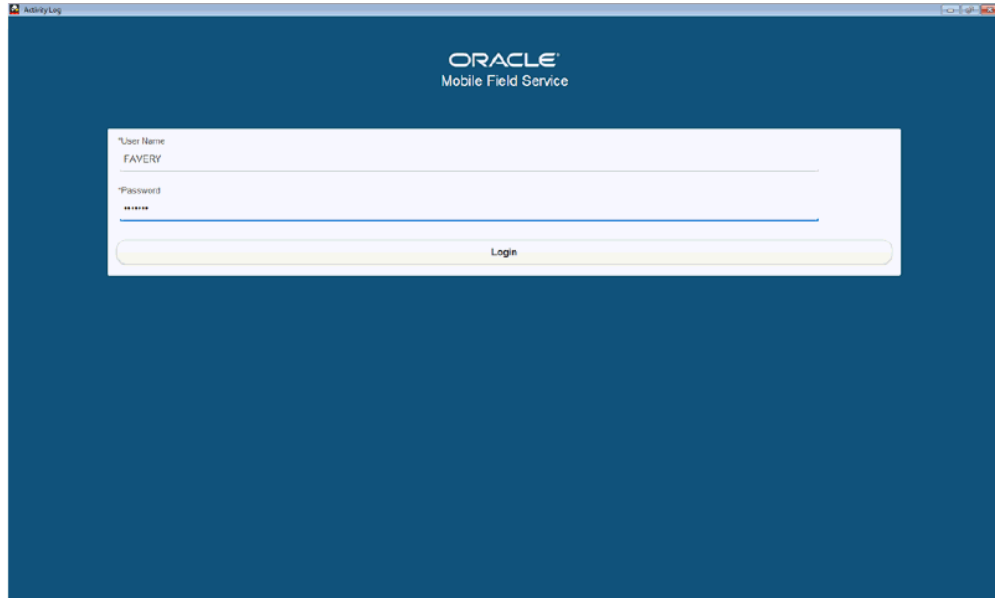 Activity Log
ORACLE®
Mobile Field Service
*User Name
FAVERY
*Password
•••••••
Login